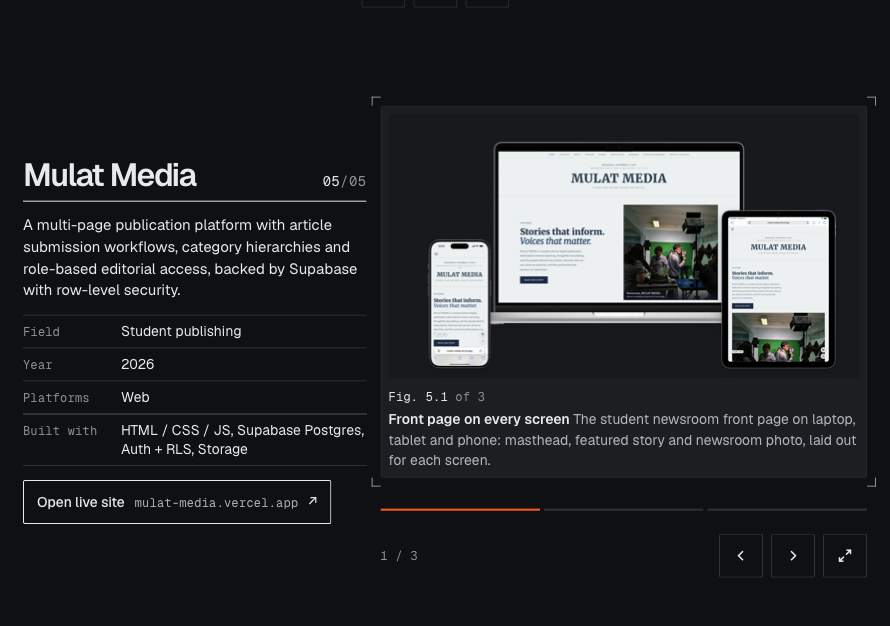 Mulat Media
05/05
A multi-page publication platform with article
submission workflows, category hierarchies and
role-based editorial access, backed by Supabase
with row-level security.
Field Student publishing
Year 2026
Platforms Web
Built with HTML / CSS / JS, Supabase Postgres,
Auth + RLS, Storage
Open live site mulat-media.vercel.app ↗
MULAT MEDIA
Stories that inform.
Voices that matter.
MULAT MEDIA
Stories that inform.
Voices that matter.
MULAT MEDIA
Stories that inform.
Voices that matter.
Fig. 5.1 of 3
Front page on every screen The student newsroom front page on laptop,
tablet and phone: masthead, featured story and newsroom photo, laid out
for each screen.
1 / 3